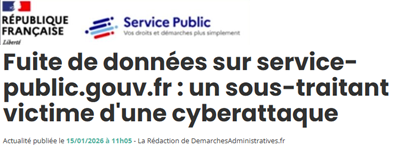 RÉPUBLIQUE
FRANÇAISE
Liberté
Service Public
Vos droits et démarches plus simplement
Fuite de données sur service-
public.gouv.fr : un sous-traitant
victime d'une cyberattaque
Actualité publiée le 15/01/2026 à 11h05 - La Rédaction de DemarchesAdministratives.fr